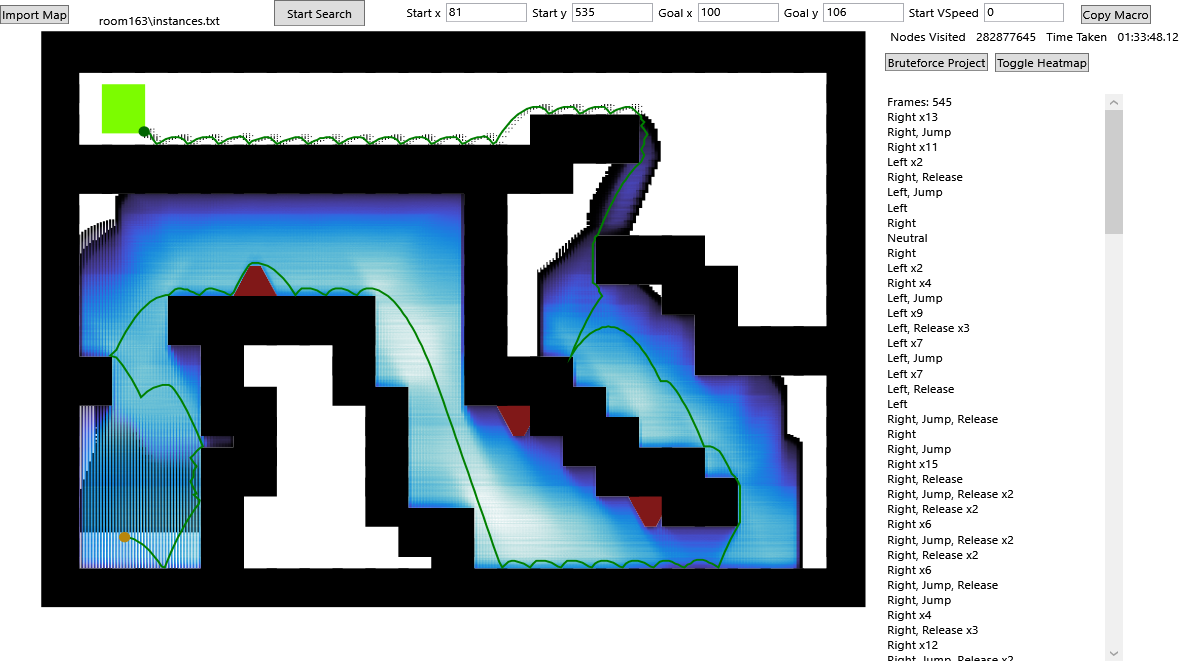 Import Map
room163\instances.txt
Start Search
Start x 81 Start y 535 Goal x 100 Goal y 106 Start VSpeed 0
Copy Macro
Nodes Visited 282877645 Time Taken 01:33:48.12
Bruteforce Project Toggle Heatmap
Frames: 545
Right x13
Right, Jump
Right x11
Left x2
Right, Release
Left, Jump
Left
Right
Neutral
Right
Left x2
Right x4
Left, Jump
Left x9
Left, Release x3
Left x7
Left, Jump
Left x7
Left, Release
Left
Right, Jump, Release
Right
Right, Jump
Right x15
Right, Release
Right, Jump, Release x2
Right, Release x2
Right x6
Right, Jump, Release x2
Right, Release x2
Right x6
Right, Jump, Release
Right, Jump
Right x4
Right, Release x3
Right x12
Right, Jump, Release x2